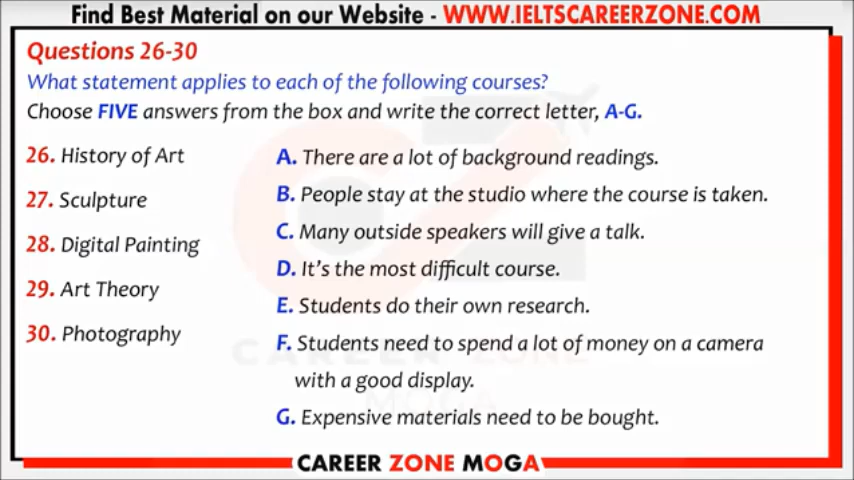 Find Best Material on our Website - WWW.IELTSCAREERZONE.COM
Questions 26-30
What statement applies to each of the following courses?
Choose FIVE answers from the box and write the correct letter, A-G.
26. History of Art
27. Sculpture
28. Digital Painting
29. Art Theory
30. Photography
A. There are a lot of background readings.
B. People stay at the studio where the course is taken.
C. Many outside speakers will give a talk.
D. It's the most difficult course.
E. Students do their own research.
F. Students need to spend a lot of money on a camera
with a good display.
G. Expensive materials need to be bought.
CAREER ZONE
MOGA
CAREER ZONE MOGA